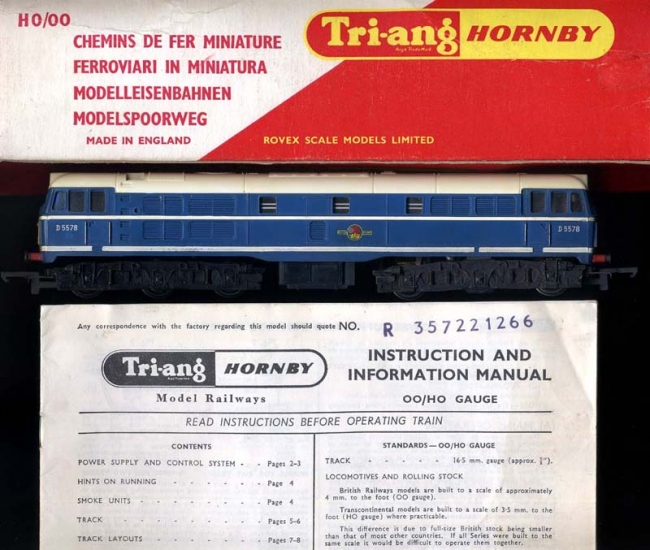 HO/OO
Tri-ang HORNBY
CHEMINS DE FER MINIATURE
FERROVIARI IN MINIATURA
MODELLEISENBAHNEN
MODELSPOORWEG
MADE IN ENGLAND
ROVEX SCALE MODELS LIMITED
D5578
D5578
Any correspondence with the factory regarding this model should quote NO. R 357221266
Tri-ang HORNBY
Model Railways
INSTRUCTION AND
INFORMATION MANUAL
OO/HO GAUGE
READ INSTRUCTIONS BEFORE OPERATING TRAIN
CONTENTS
POWER SUPPLY AND CONTROL SYSTEM - - Pages 2-3
HINTS ON RUNNING - - - - - Page 4
SMOKE UNITS - - - - - - Page 4
TRACK - - - - - - - Pages 5-6
TRACK LAYOUTS - - - - - - Pages 7-8
STANDARDS — OO/HO GAUGE
TRACK - - - - - 16·5 mm. gauge (approx. ⅝").
LOCOMOTIVES AND ROLLING STOCK
British Railways models are built to a scale of approximately
4 mm. to the foot (OO gauge).
Transcontinental models are built to a scale of 3·5 mm. to the
foot (HO gauge) where practicable.
This difference is due to full-size British stock being smaller
than that of most other countries. If all Series were built to the
same scale it would be difficult to operate them together.